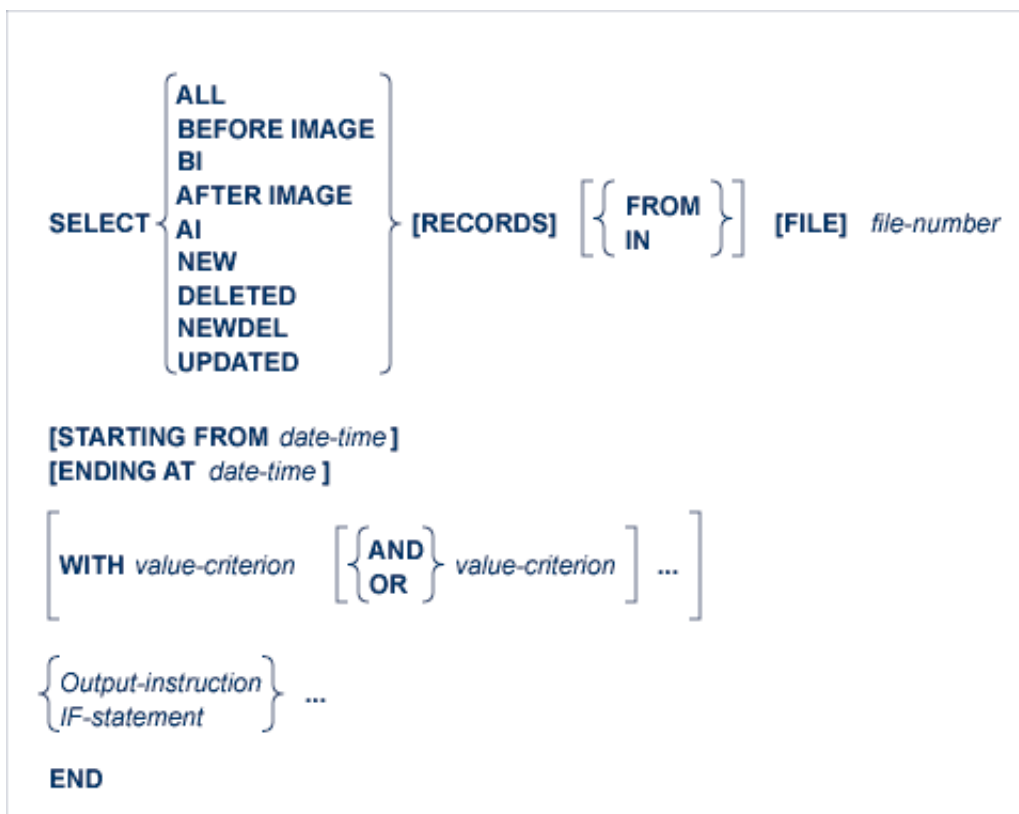 ALL
BEFORE IMAGE
BI
AFTER IMAGE
SELECT AI [RECORDS] FROM IN [FILE] file-number
NEW
DELETED
NEWDEL
UPDATED
[STARTING FROM date-time]
[ENDING AT date-time]
WITH value-criterion AND OR value-criterion ...
Output-instruction
IF-statement ...
END